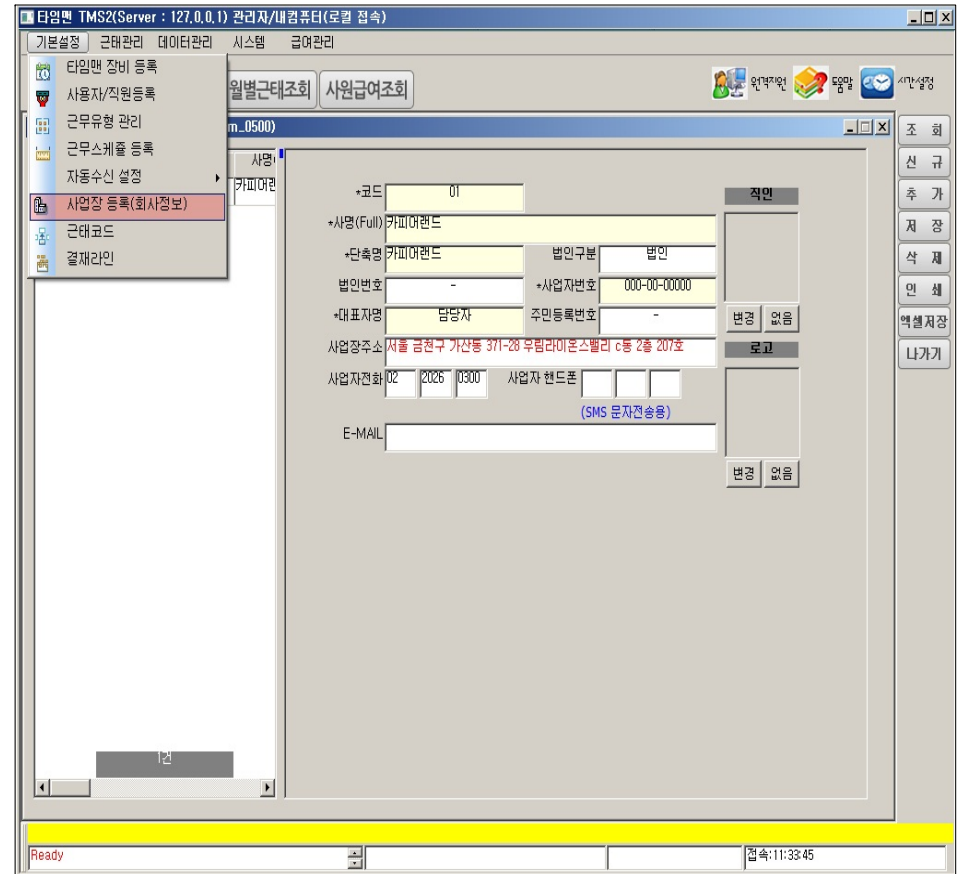 타임맨 TMS2(Server : 127.0.0.1) 관리자/내컴퓨터(로컬 접속)
기본설정 근태관리 데이터관리 시스템 급여관리
타임맨 장비 등록
사용자/직원등록
근무유형 관리
근무스케쥴 등록
자동수신 설정
사업장 등록(회사정보)
근태코드
결재라인
월별근태조회 사원급여조회
원격지원 도움말 시간설정
m_0500)
사명
카피어랜
*코드 01
*사명(Full) 카피어랜드
*단축명 카피어랜드 법인구분 법인
법인번호 - *사업자번호 000-00-00000
*대표자명 담당자 주민등록번호 -
사업장주소 서울 금천구 가산동 371-28 우림라이온스밸리 c동 2층 207호
사업자전화 02 2026 0300 사업자 핸드폰
(SMS 문자전송용)
E-MAIL
직인
변경 없음
로고
변경 없음
조 회
신 규
추 가
저 장
삭 제
인 쇄
엑셀저장
나가기
1건
Ready
접속:11:33:45